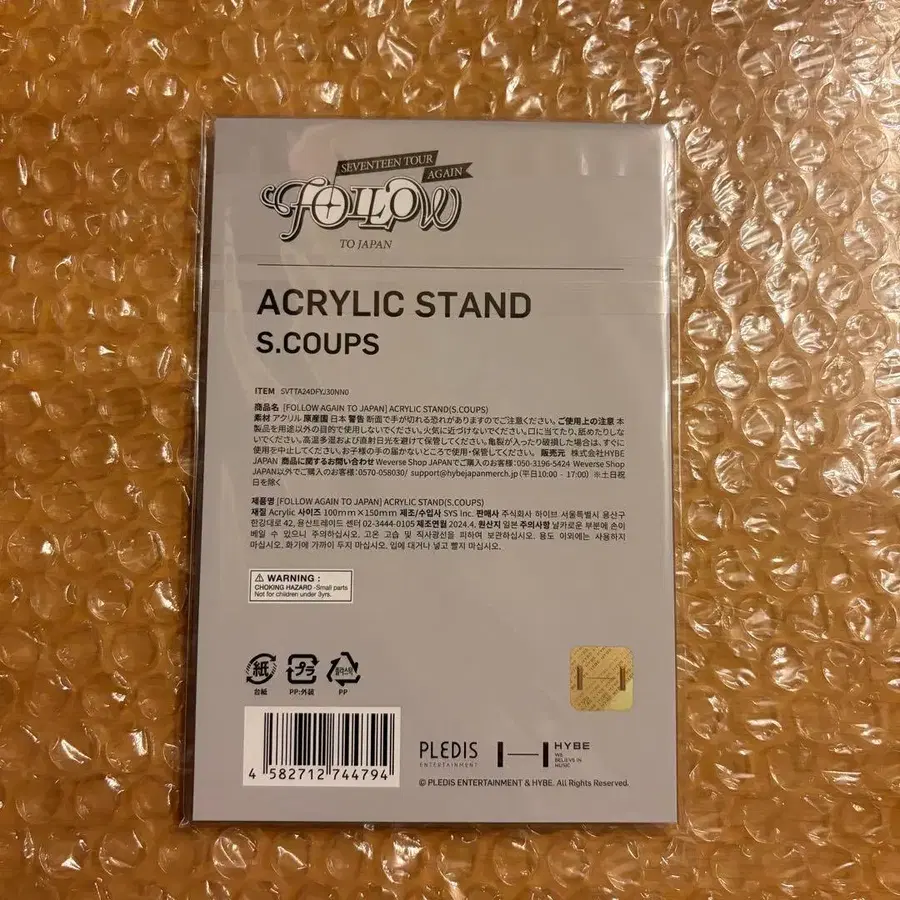 SEVENTEEN TOUR
AGAIN
FOLLOW
TO JAPAN
ACRYLIC STAND
S.COUPS
ITEM SVTTA24DFYJ30NN0
商品名 [FOLLOW AGAIN TO JAPAN] ACRYLIC STAND(S.COUPS)
素材 アクリル 原産国 日本 警告 断面で手が切れる恐れがありますのでご注意ください。ご使用上の注意 本
製品を用途以外の目的で使用しないでください。火気に近づけないでください。口に当てたり、舐めたりしな
いでください。高温多湿および直射日光を避けて保管してください。亀裂が入ったり破損した場合は、すぐに
使用を中止してください。お子様の手の届かないところで使用・保管してください。 販売元 株式会社HYBE
JAPAN 商品に関するお問い合わせ Weverse Shop JAPANでご購入のお客様：050-3196-5424 Weverse Shop
JAPAN以外でご購入のお客様：0570-058030/ support@hybejapanmerch.jp (平日10:00 - 17:00) ※土日祝
日を除く
제품명 [FOLLOW AGAIN TO JAPAN] ACRYLIC STAND(S.COUPS)
재질 Acrylic 사이즈 100mm×150mm 제조/수입사 SYS Inc. 판매사 주식회사 하이브 서울특별시 용산구
한강대로 42, 용산트레이드 센터 02-3444-0105 제조연월 2024.4. 원산지 일본 주의사항 날카로운 부분에 손이
베일 수 있으니 주의하십시오. 고온 고습 및 직사광선을 피하여 보관하십시오. 용도 이외에는 사용하지
마십시오. 화기에 가까이 두지 마십시오. 입에 대거나 넣고 빨지 마십시오.
⚠ WARNING :
CHOKING HAZARD -Small parts
Not for children under 3yrs.
紙 プラ 플라스틱
台紙 PP:外装 PP
4 582712 744794
PLEDIS
ENTERTAINMENT
HYBE
WE
BELIEVE IN
MUSIC
© PLEDIS ENTERTAINMENT & HYBE. All Rights Reserved.